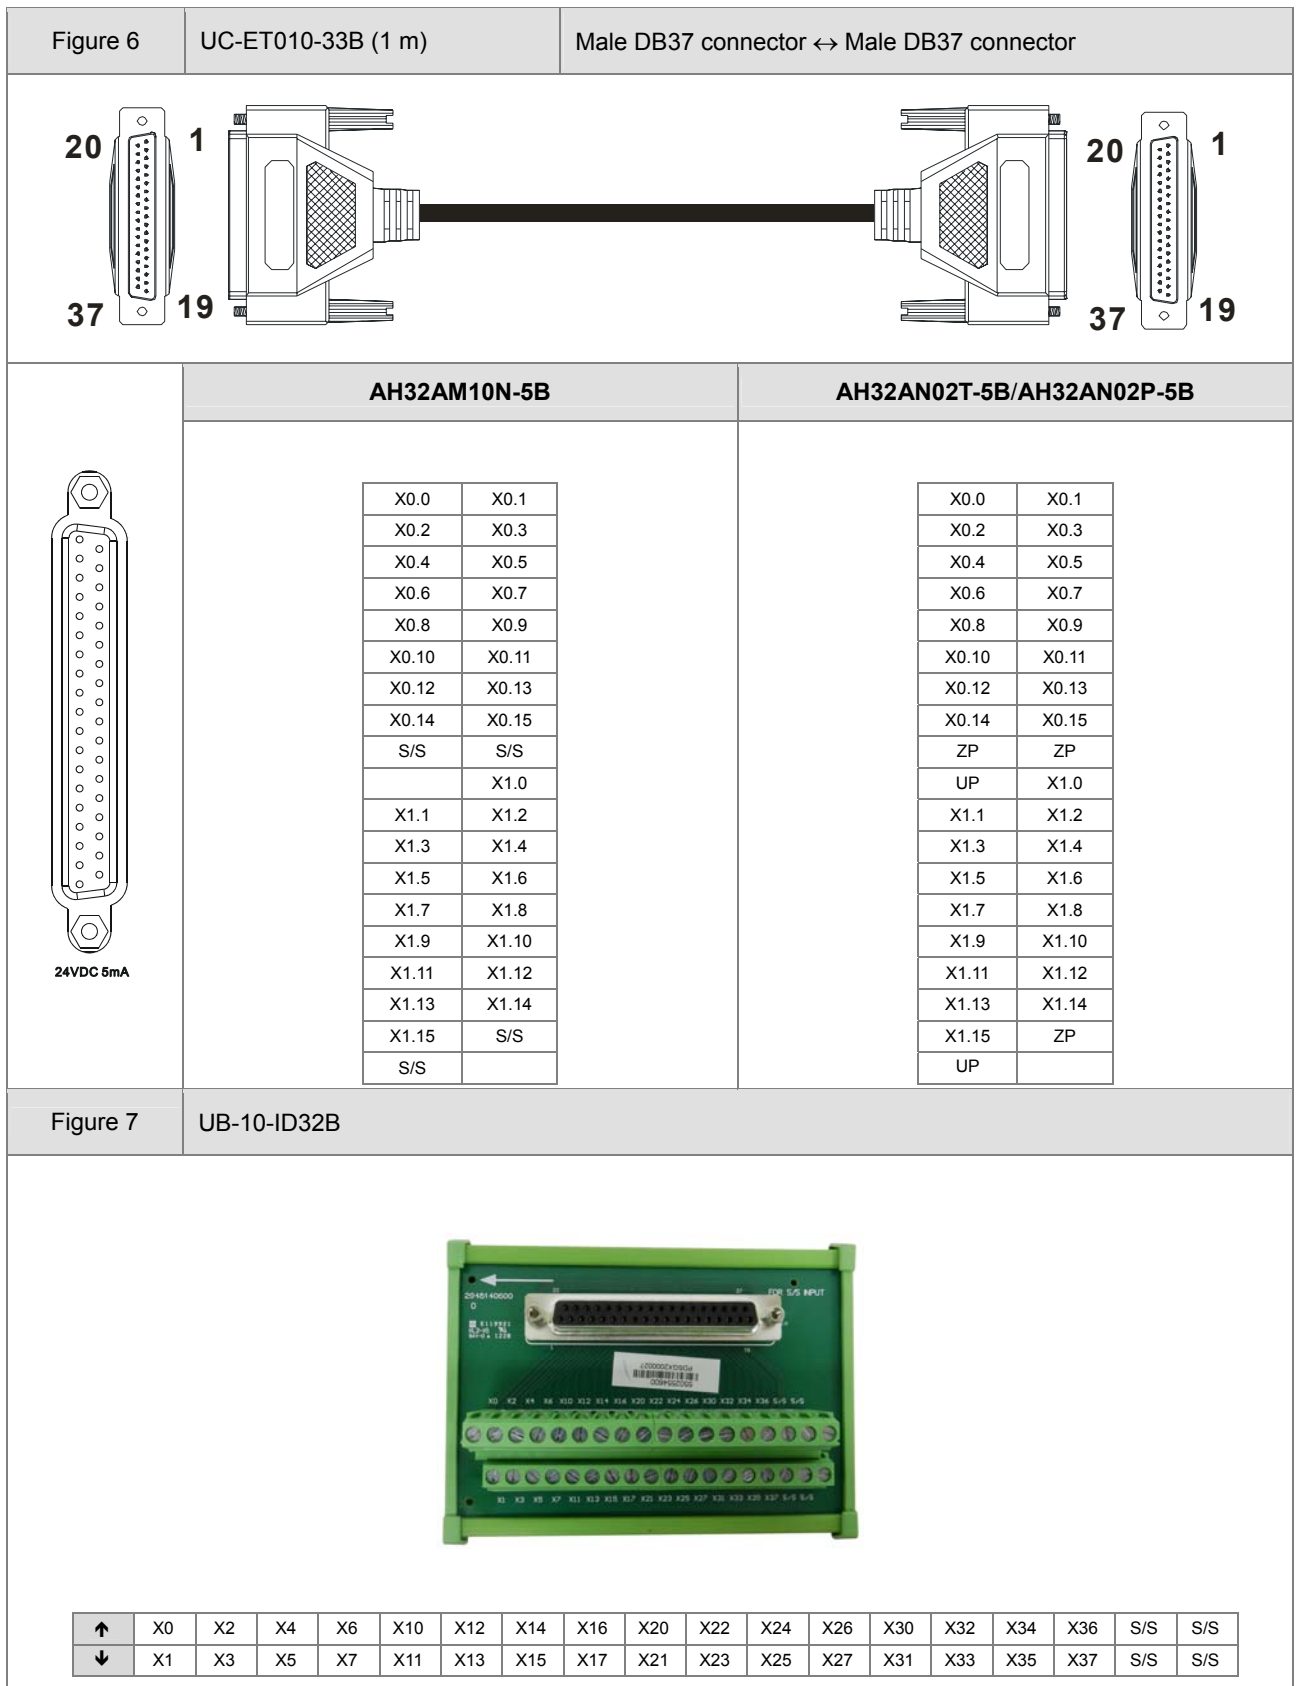 Figure 6 UC-ET010-33B (1 m) Male DB37 connector ↔ Male DB37 connector
20 1 20 1
37 19 37 19
AH32AM10N-5B AH32AN02T-5B/AH32AN02P-5B
X0.0 X0.1 X0.0 X0.1
X0.2 X0.3 X0.2 X0.3
X0.4 X0.5 X0.4 X0.5
X0.6 X0.7 X0.6 X0.7
X0.8 X0.9 X0.8 X0.9
X0.10 X0.11 X0.10 X0.11
X0.12 X0.13 X0.12 X0.13
X0.14 X0.15 X0.14 X0.15
S/S S/S ZP ZP
X1.0 UP X1.0
X1.1 X1.2 X1.1 X1.2
X1.3 X1.4 X1.3 X1.4
X1.5 X1.6 X1.5 X1.6
X1.7 X1.8 X1.7 X1.8
X1.9 X1.10 X1.9 X1.10
X1.11 X1.12 X1.11 X1.12
X1.13 X1.14 X1.13 X1.14
X1.15 S/S X1.15 ZP
S/S UP
24VDC 5mA
Figure 7 UB-10-ID32B
FOR S/S INPUT
2948140600
0
X0 X2 X4 X6 X10 X12 X14 X16 X20 X22 X24 X26 X30 X32 X34 X36 S/S S/S
X1 X3 X5 X7 X11 X13 X15 X17 X21 X23 X25 X27 X31 X33 X35 X37 S/S S/S
↑ X0 X2 X4 X6 X10 X12 X14 X16 X20 X22 X24 X26 X30 X32 X34 X36 S/S S/S
↓ X1 X3 X5 X7 X11 X13 X15 X17 X21 X23 X25 X27 X31 X33 X35 X37 S/S S/S